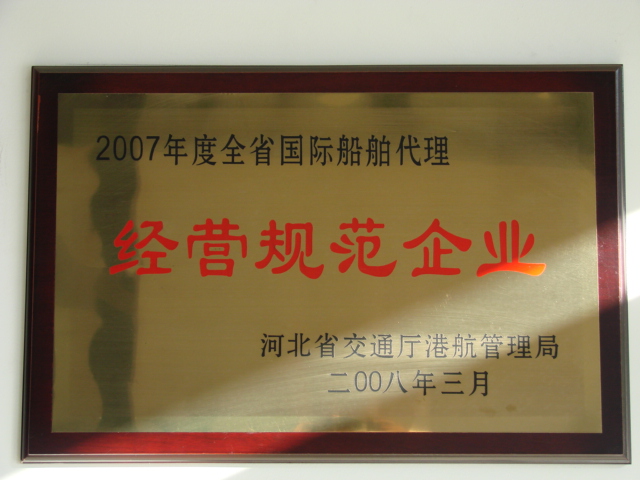 2007年度全省国际船舶代理
经营规范企业
河北省交通厅港航管理局
二00八年三月